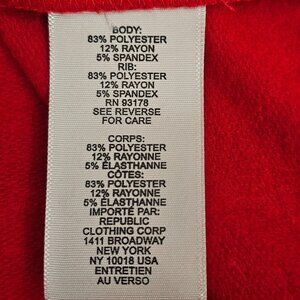 BODY:
83% POLYESTER
12% RAYON
5% SPANDEX
RIB:
83% POLYESTER
12% RAYON
5% SPANDEX
RN 93178
SEE REVERSE
FOR CARE
CORPS:
83% POLYESTER
12% RAYONNE
5% ÉLASTHANNE
CÔTES:
83% POLYESTER
12% RAYONNE
5% ÉLASTHANNE
IMPORTÉ PAR:
REPUBLIC
CLOTHING CORP
1411 BROADWAY
NEW YORK
NY 10018 USA
ENTRETIEN
AU VERSO